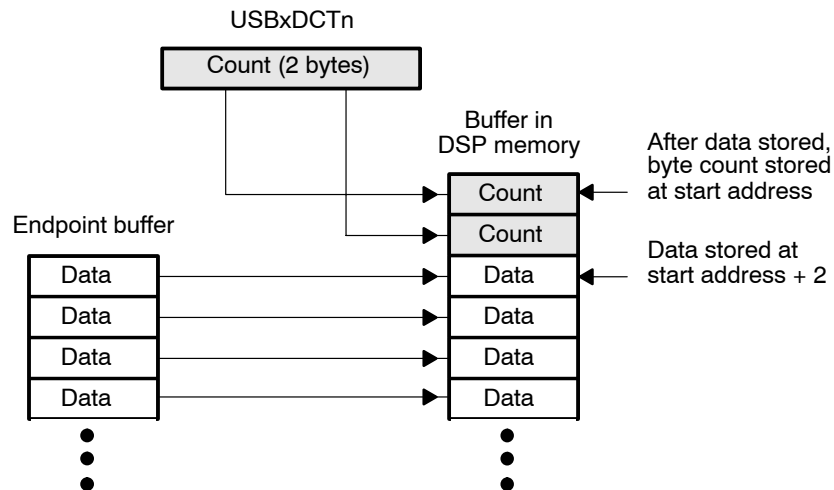 USBxDCTn
Count (2 bytes)
Buffer in
DSP memory
After data stored,
byte count stored
at start address
Count
Endpoint buffer
Count
Data
Data
Data stored at
start address + 2
Data
Data
Data
Data
Data
Data